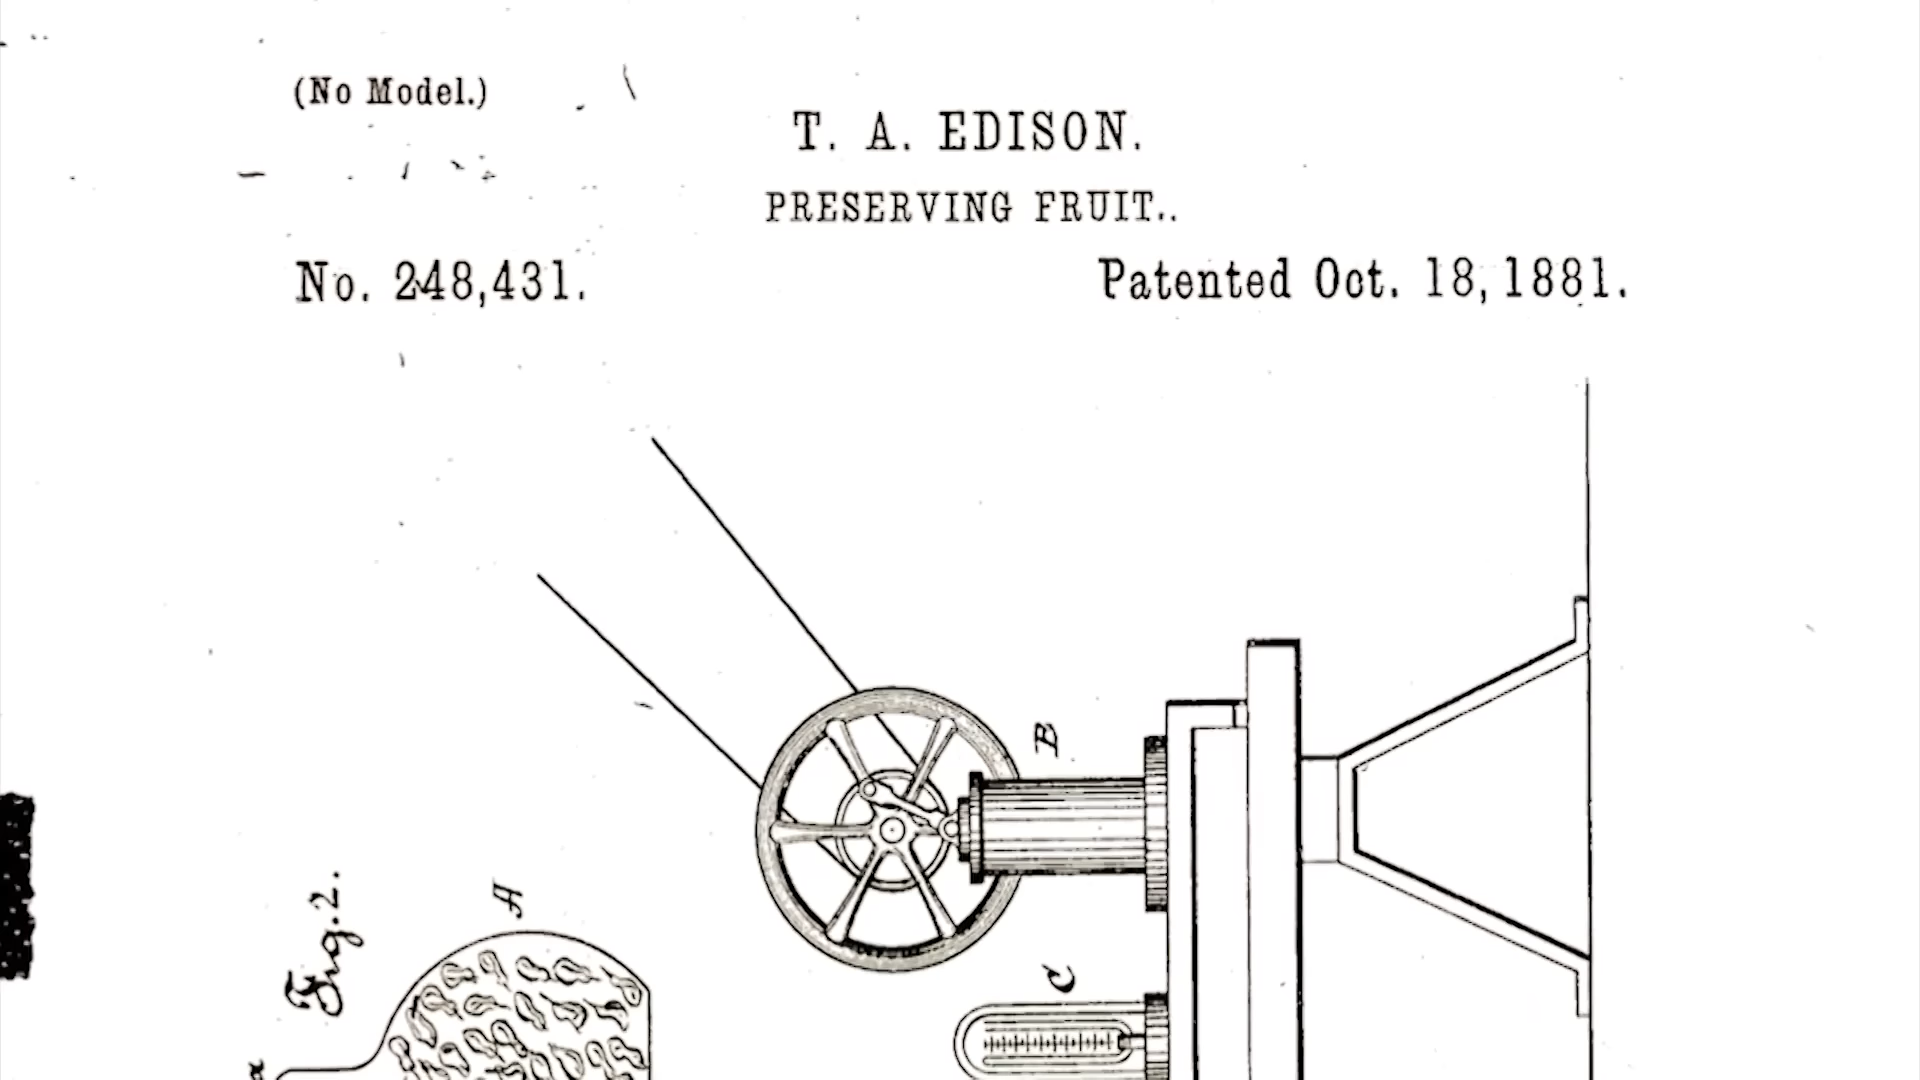 (No Model.)
T. A. EDISON.
PRESERVING FRUIT..
No. 248,431.
Patented Oct. 18, 1881.
B
A
Fig. 2.
C
a